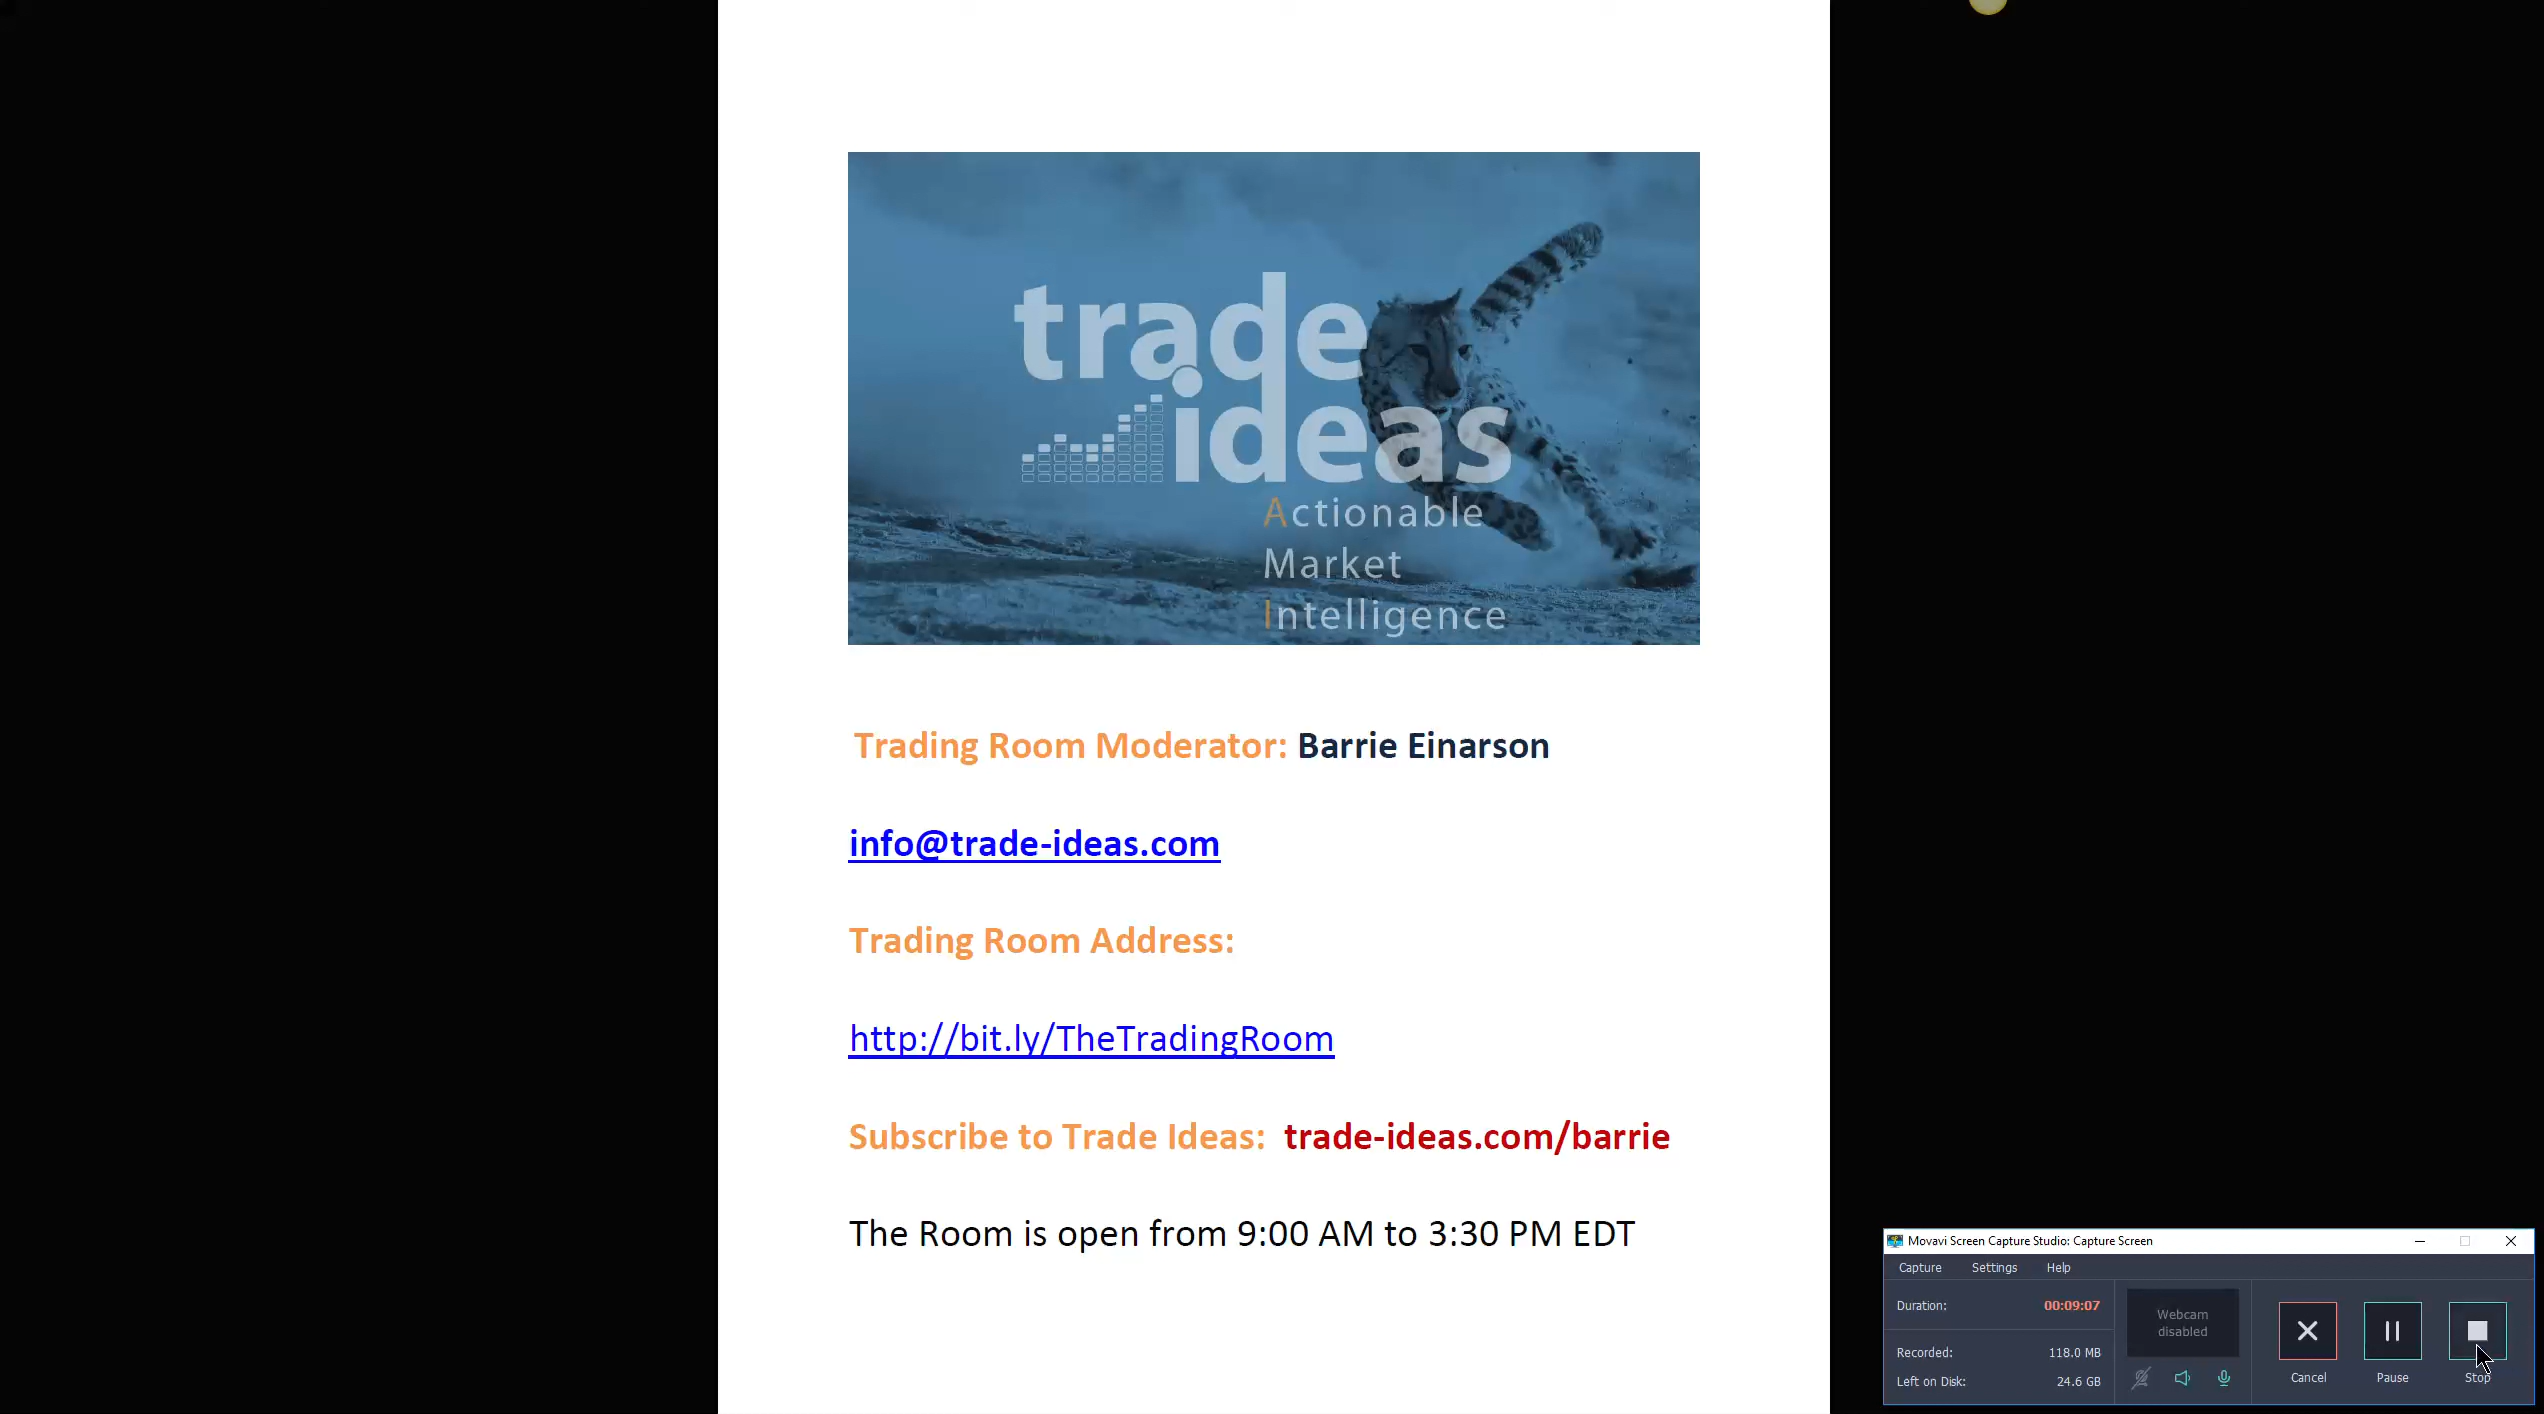 trade
ideas
Actionable
Market
Intelligence
Trading Room Moderator: Barrie Einarson
info@trade-ideas.com
Trading Room Address:
http://bit.ly/TheTradingRoom
Subscribe to Trade Ideas: trade-ideas.com/barrie
The Room is open from 9:00 AM to 3:30 PM EDT
Movavi Screen Capture Studio: Capture Screen
Capture Settings Help
Duration: 00:09:07
Webcam
disabled
Recorded: 118.0 MB
Left on Disk: 24.6 GB
Cancel Pause Stop